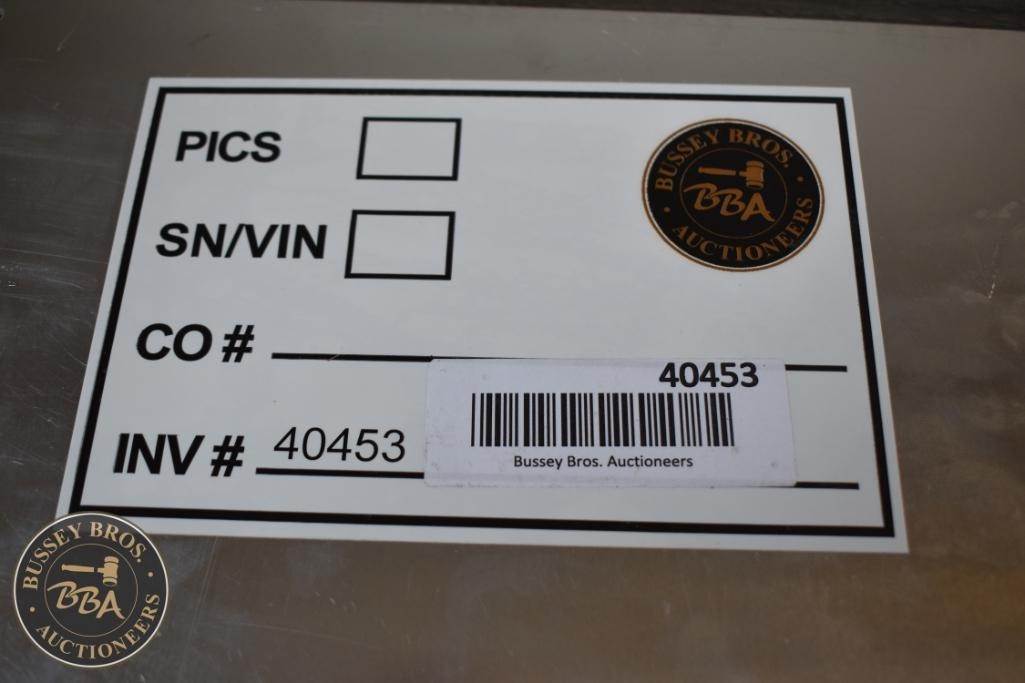 PICS
BUSSEY BROS.
BBA
AUCTIONEERS
SN/VIN
CO #
40453
INV # 40453
Bussey Bros. Auctioneers
BUSSEY BROS.
BBA
AUCTIONEERS